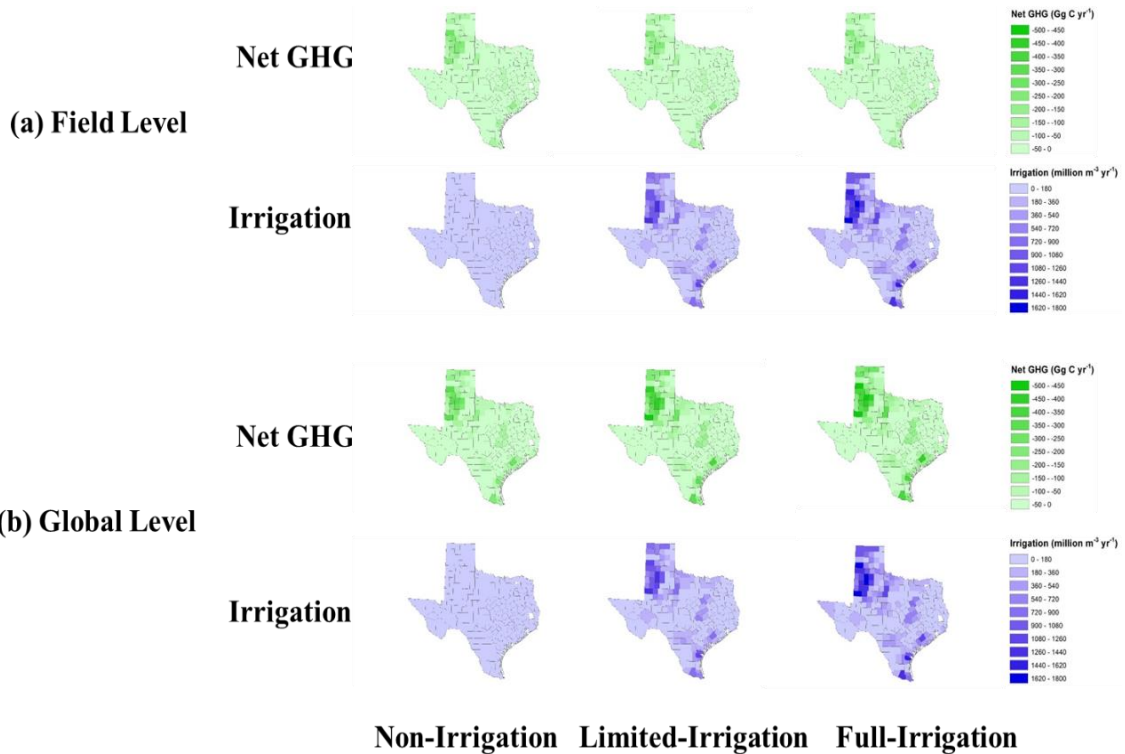 Net GHG
Net GHG (Gg C yr⁻¹)
-500 - -450
-450 - -400
-400 - -350
-350 - -300
-300 - -250
-250 - -200
-200 - -150
-150 - -100
-100 - -50
-50 - 0
(a) Field Level
Irrigation
Irrigation (million m⁻³ yr⁻¹)
0 - 180
180 - 360
360 - 540
540 - 720
720 - 900
900 - 1080
1080 - 1260
1260 - 1440
1440 - 1620
1620 - 1800
Net GHG
Net GHG (Gg C yr⁻¹)
-500 - -450
-450 - -400
-400 - -350
-350 - -300
-300 - -250
-250 - -200
-200 - -150
-150 - -100
-100 - -50
-50 - 0
(b) Global Level
Irrigation
Irrigation (million m⁻³ yr⁻¹)
0 - 180
180 - 360
360 - 540
540 - 720
720 - 900
900 - 1080
1080 - 1260
1260 - 1440
1440 - 1620
1620 - 1800
Non-Irrigation Limited-Irrigation Full-Irrigation